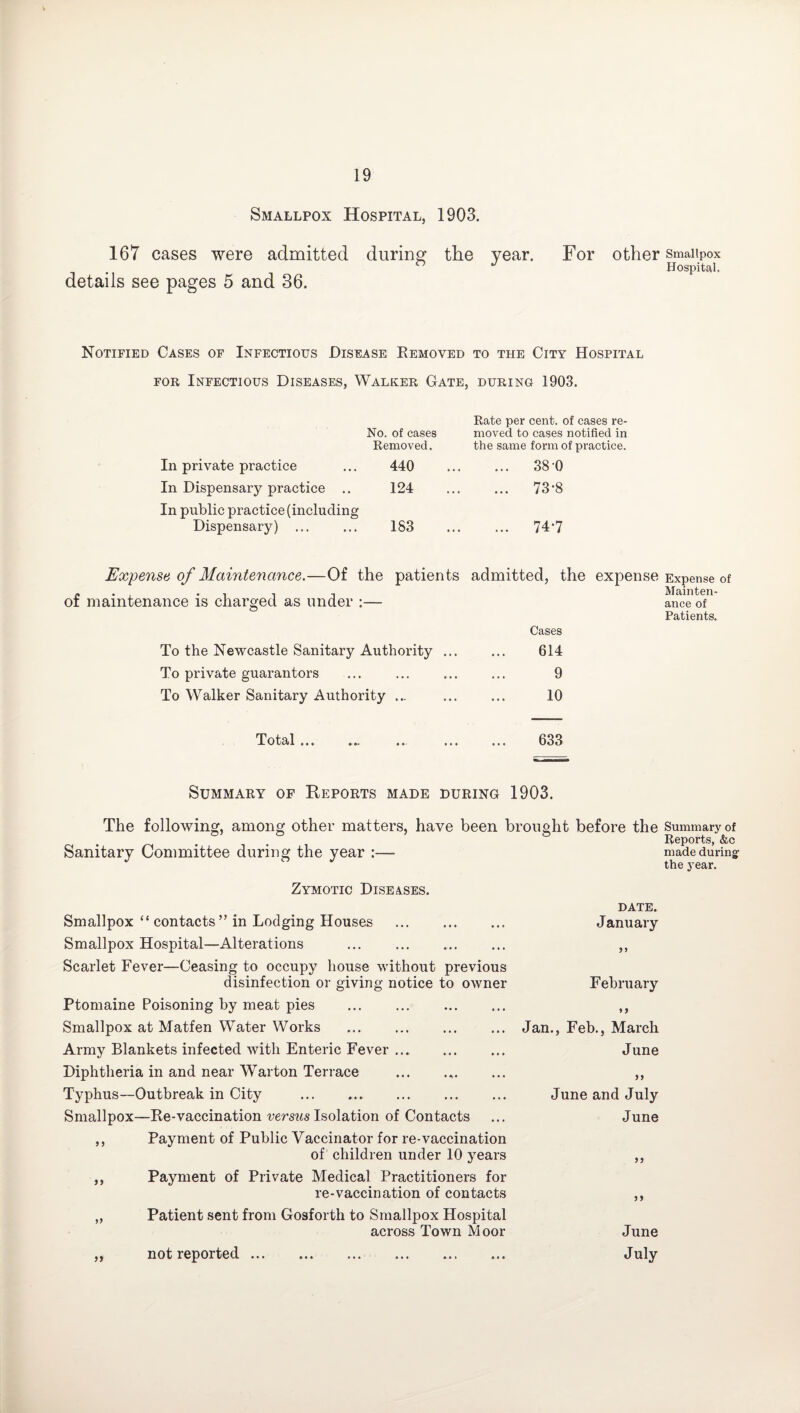 19
Smallpox Hospital, 1903.
167 cases were admitted during the year. For other
details see pages 5 and 36.
Smallpox
Hospital.
Notified Cases of Infectious Disease Removed to the City Hospital
for Infectious Diseases, Walker Gate, during 1903.
No. of cases Removed. Rate per cent. of cases removed to cases notified in the same form of practice.
In private practice ... 440 ... ... 38·0
In Dispensary practice .. 124 ... ... 73·8
In public practice (including
Dispensary) ... ... 183 ... ... 74·7
Expense of Maintenance.—Of the patients admitted, the expense
of maintenance is charged as under :—
Expense of
Mainten-
ance of
Patients.
Cases
To the Newcastle Sanitary Authority ... ... 614
To private guarantors ... ... ... ... 9
To Walker Sanitary Authority ... ... ... 10
Total ... ... ... ... ... 633
Summary of Reports made during 1903.
The following, among other matters, have been brought before the
Sanitary Committee during the year :—
Summary of
Reports, &c
made during
the year.
Zymotic Diseases.
DATE.
Smallpox “contacts” in Lodging Houses ... ... ... January
Smallpox Hospital—Alterations ... ... ... ... ,,
Scarlet Fever—Ceasing to occupy house without previous
disinfection or giving notice to owner February
Ptomaine Poisoning by meat pies ... ... ... ... ,,
Smallpox at Matfen Water Works ... ... ... ... Jan., Feb., March
Army Blankets infected with Enteric Fever ... ... ... June
Diphtheria in and near Warton Terrace ... ... ... ,,
Typhus—Outbreak in City ... ... ... ... ... June and July
Smallpox—Re-vaccination versus Isolation of Contacts ... June
,, Payment of Public Vaccinator for re-vaccination
of children under 10 years ,,
,, Payment of Private Medical Practitioners for
re-vaccination of contacts ,,
,, Patient sent from Gosforth to Smallpox Hospital
across Town Moor June
,, not reported ... ... ... ... ... ... July